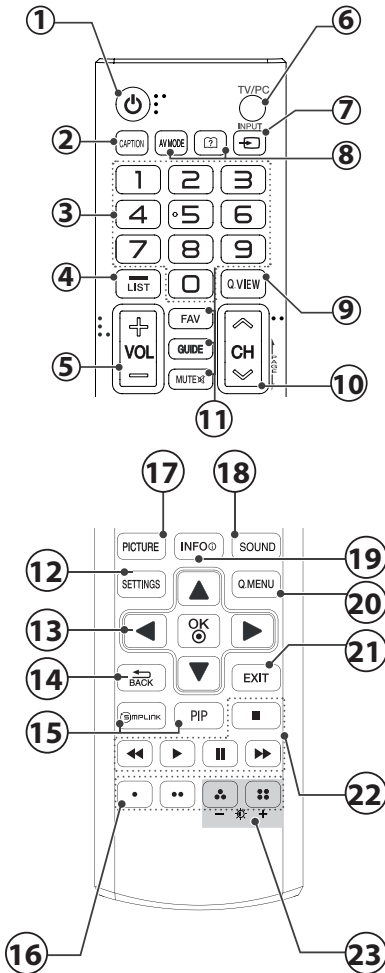 1
6
TV/PC
INPUT
7
2
CAPTION
AV MODE
?
8
3
1 2 3
4 5 6
7 8 9
4
LIST
0
Q.VIEW
9
FAV
5
VOL
GUIDE
CH
PAGE
MUTE
10
11
17
18
PICTURE
INFO i
SOUND
19
12
SETTINGS
Q.MENU
20
13
OK
21
14
BACK
EXIT
15
SIMPLINK
PIP
22
− +
16
23